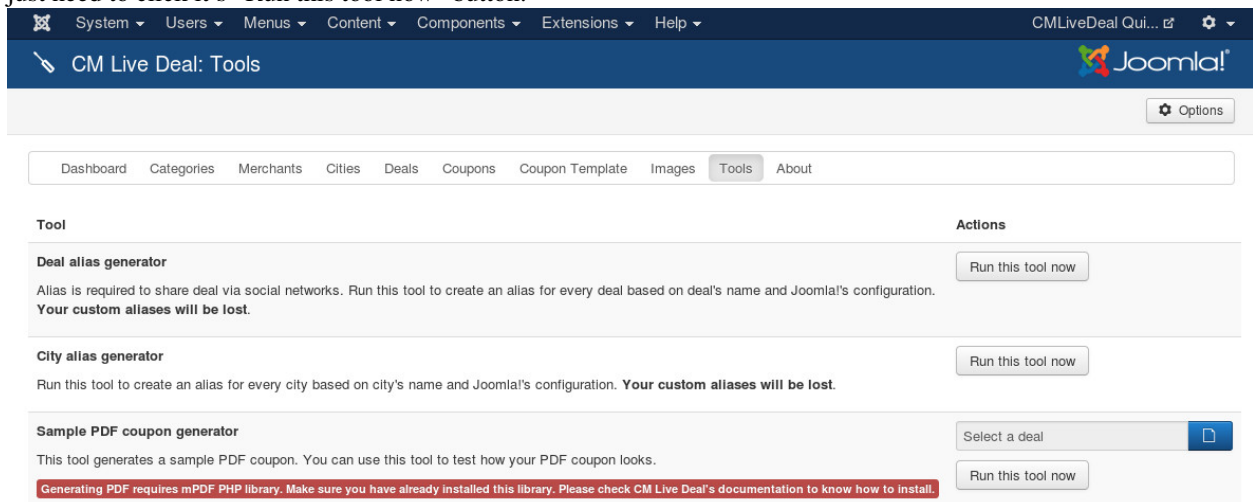 just need to click it's "Run this tool now" button.
System Users Menus Content Components Extensions Help CMLiveDeal Qui...
CM Live Deal: Tools Joomla!®
Options
Dashboard Categories Merchants Cities Deals Coupons Coupon Template Images Tools About
Tool Actions
Deal alias generator Run this tool now
Alias is required to share deal via social networks. Run this tool to create an alias for every deal based on deal's name and Joomla!'s configuration.
Your custom aliases will be lost.
City alias generator Run this tool now
Run this tool to create an alias for every city based on city's name and Joomla!'s configuration. Your custom aliases will be lost.
Sample PDF coupon generator Select a deal
This tool generates a sample PDF coupon. You can use this tool to test how your PDF coupon looks.
Run this tool now
Generating PDF requires mPDF PHP library. Make sure you have already installed this library. Please check CM Live Deal's documentation to know how to install.